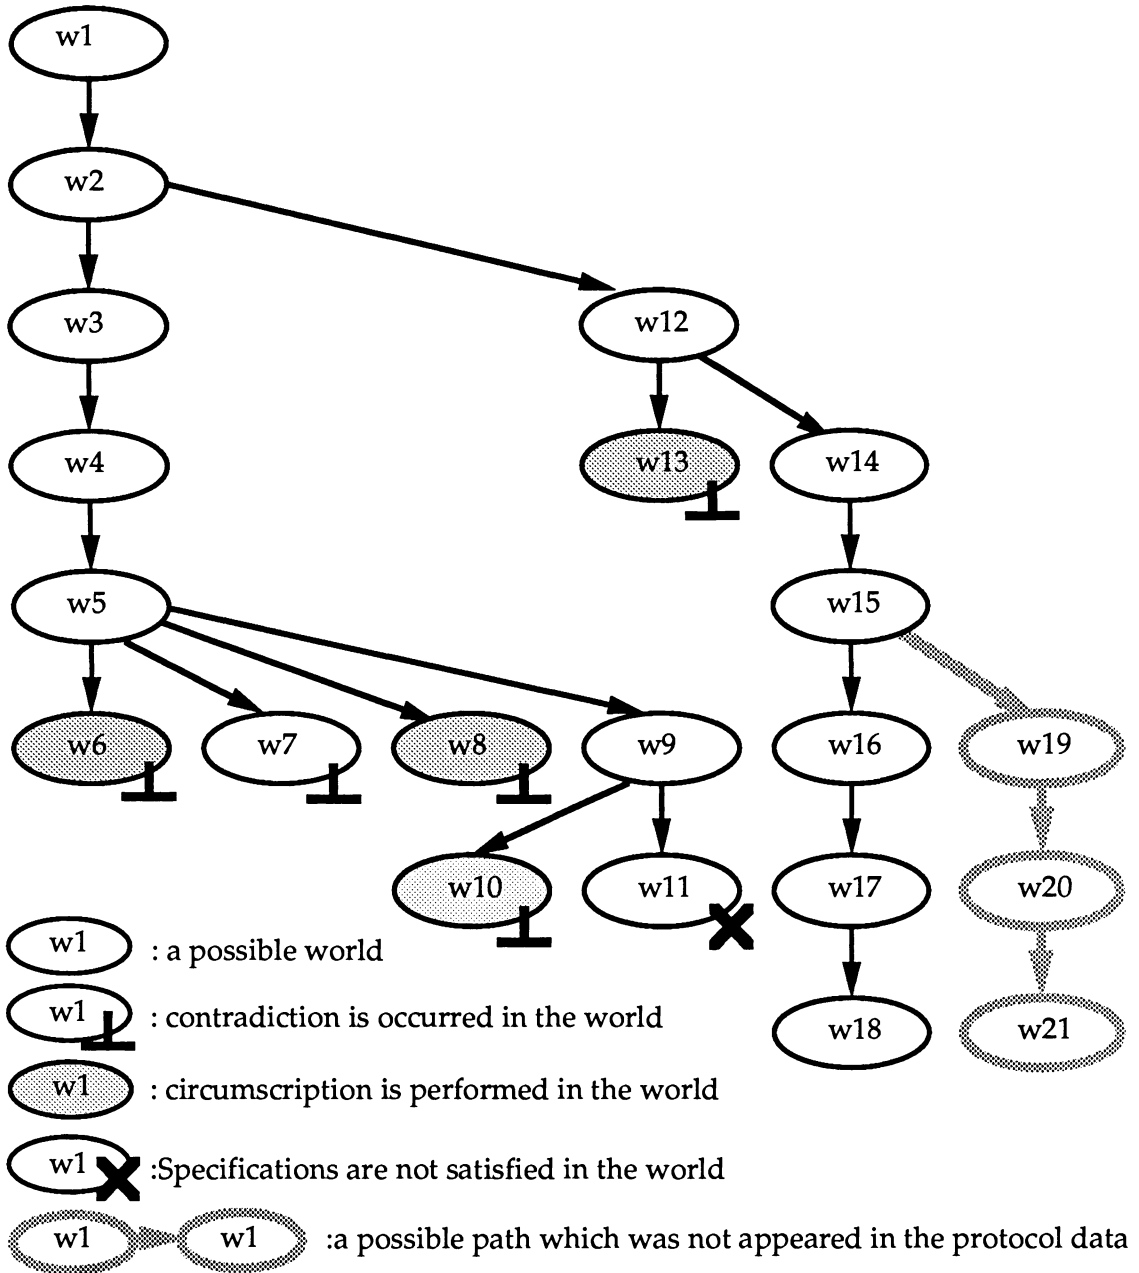 w1
w2
w3
w12
w4
w13
w14
w5
w15
w6
w7
w8
w9
w16
w19
w10
w11
w17
w20
w18
w21
w1 : a possible world
w1 : contradiction is occurred in the world
w1 : circumscription is performed in the world
w1 :Specifications are not satisfied in the world
w1 w1 :a possible path which was not appeared in the protocol data